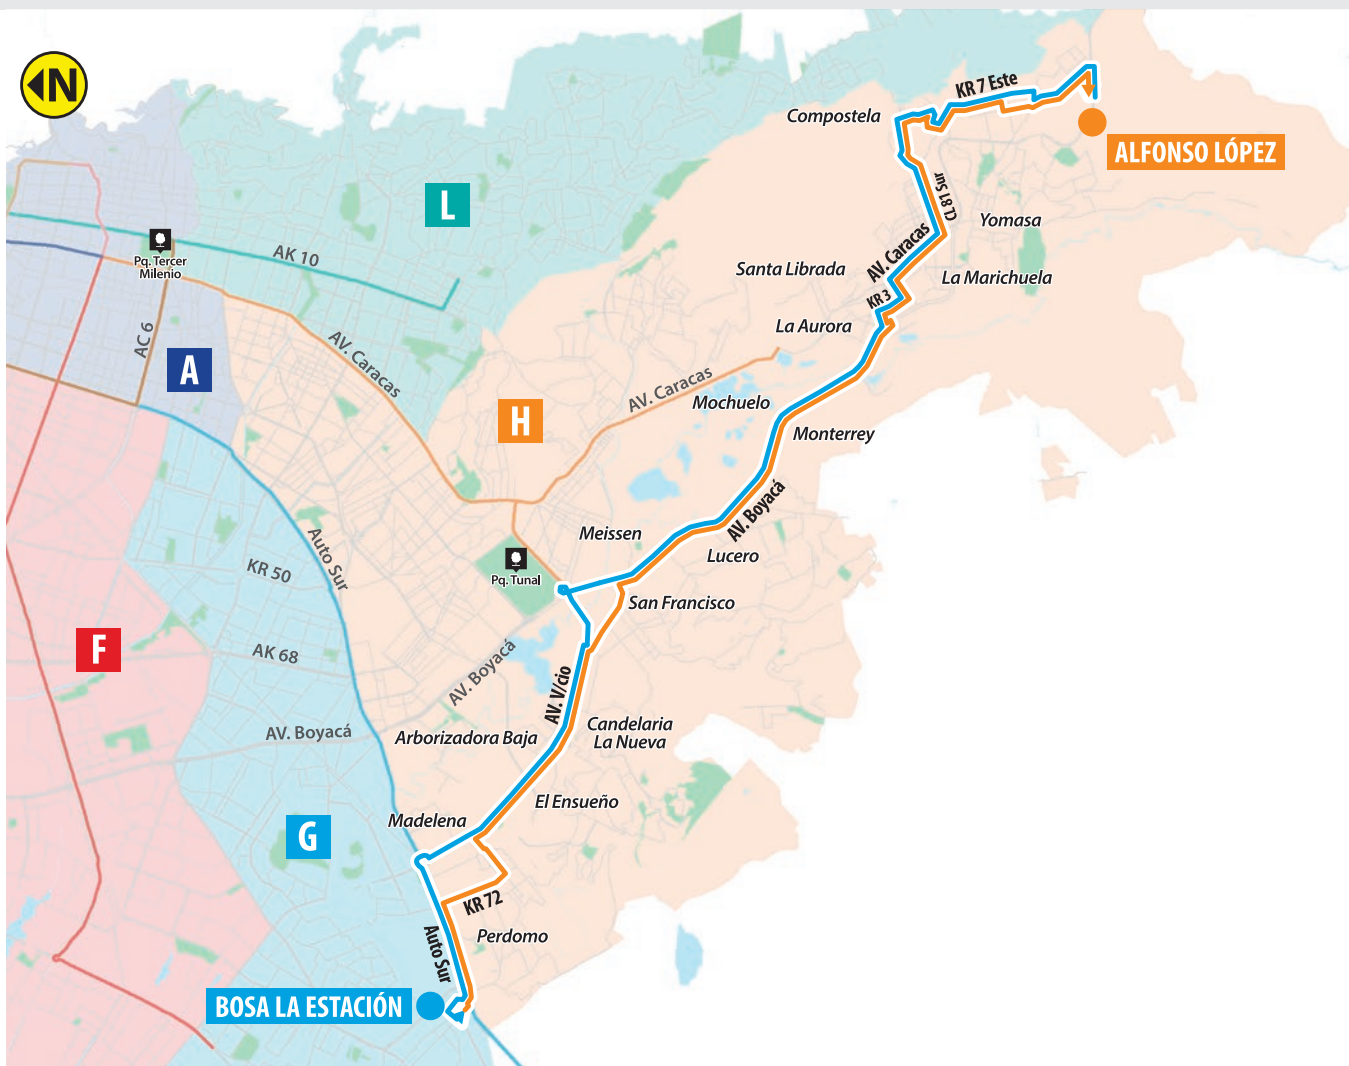 N
KR 7 Este
Compostela
ALFONSO LÓPEZ
CL 81 Sur
L
Yomasa
Pq. Tercer
Milenio
AK 10
AV. Caracas
Santa Librada
La Marichuela
KR 3
La Aurora
AC 6
A
AV. Caracas
AV. Caracas
Mochuelo
H
Monterrey
AV. Boyacá
Meissen
Auto Sur
KR 50
Lucero
Pq. Tunal
San Francisco
F
AK 68
AV. Boyacá
AV. V/cio
AV. Boyacá
Arborizadora Baja
Candelaria
La Nueva
El Ensueño
Madelena
G
KR 72
Auto Sur
Perdomo
BOSA LA ESTACIÓN